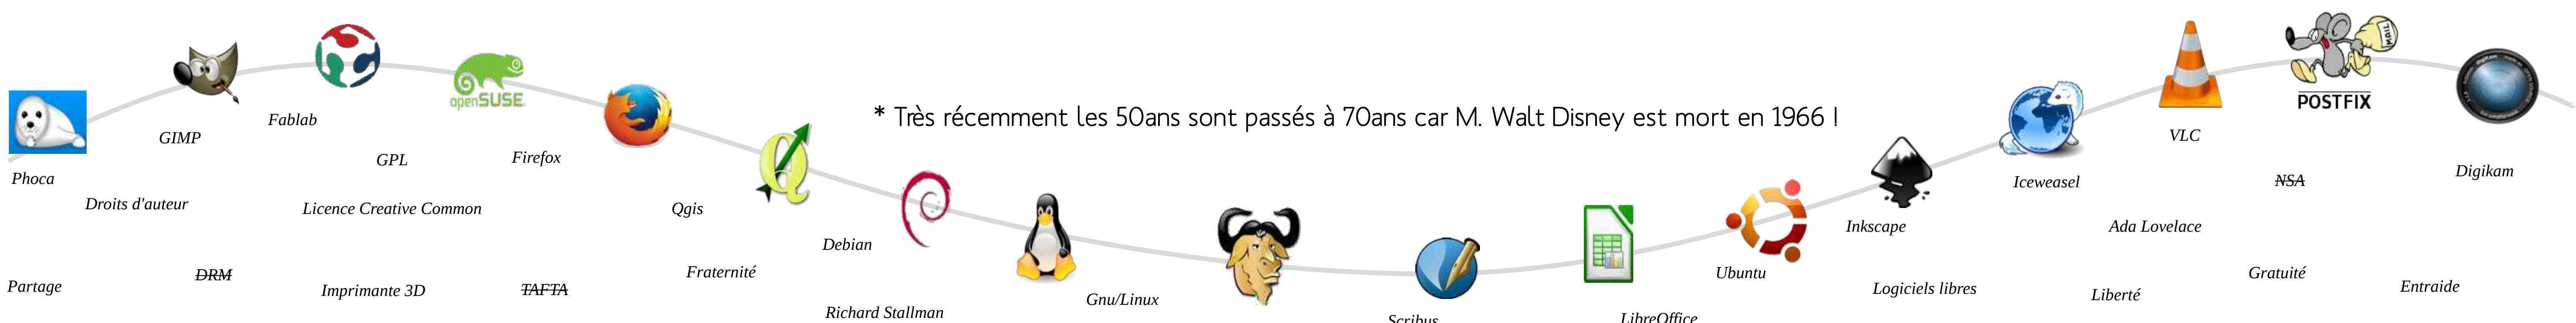 Phoca
GIMP
Fablab
GPL
openSUSE.
Firefox
Droits d'auteur
Licence Creative Common
Qgis
Partage
DRM
Imprimante 3D
TAFTA
Fraternité
Debian
Richard Stallman
* Très récemment les 50ans sont passés à 70ans car M. Walt Disney est mort en 1966 !
Gnu/Linux
Scribus
LibreOffice
Ubuntu
Inkscape
Logiciels libres
Iceweasel
VLC
Ada Lovelace
Liberté
MAIL
POSTFIX
NSA
Gratuité
Digikam
Entraide